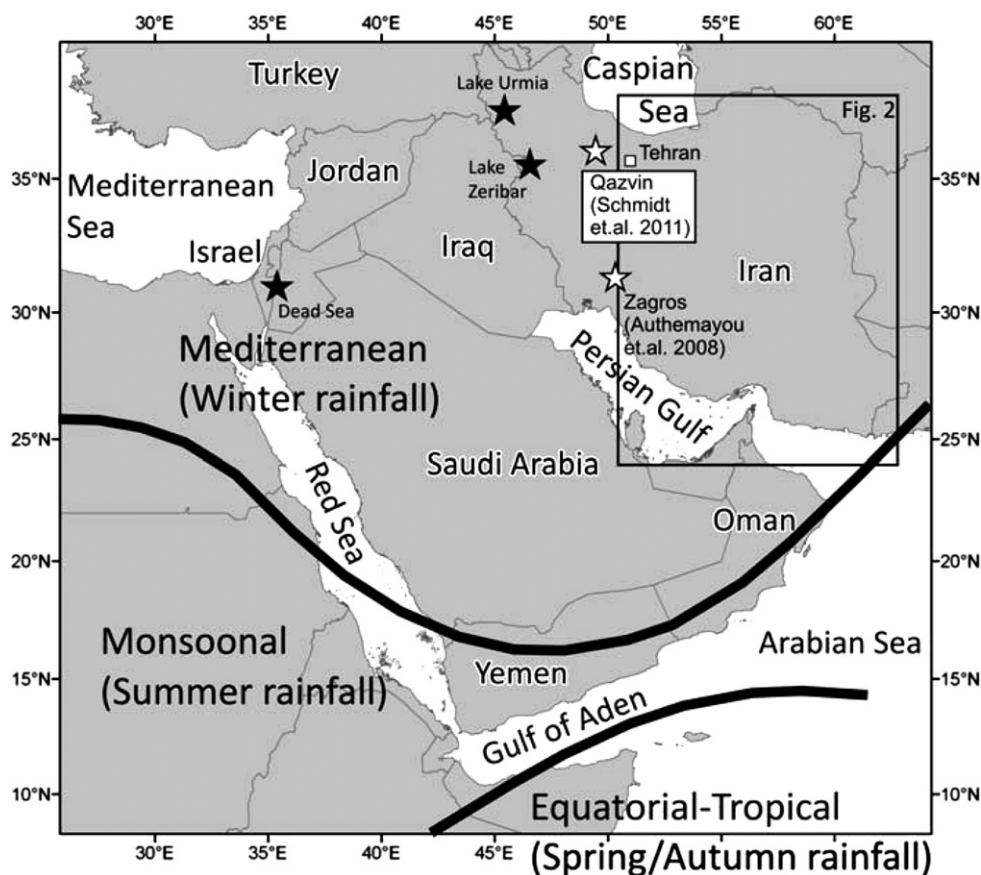 30°E 35°E 40°E 45°E 50°E 55°E 60°E
Turkey
Caspian
Sea
Lake Urmia
Fig. 2
Tehran
Jordan
Lake
Zeribar
35°N
35°N
Mediterranean
Sea
Qazvin
(Schmidt
et.al. 2011)
Israel
Iraq
Iran
Dead Sea
30°N
30°N
Zagros
(Authemayou
et.al. 2008)
Mediterranean
(Winter rainfall)
Persian Gulf
25°N
25°N
Saudi Arabia
Red Sea
Oman
20°N
20°N
Monsoonal
(Summer rainfall)
Arabian Sea
Yemen
15°N
15°N
Gulf of Aden
10°N
10°N
Equatorial-Tropical
(Spring/Autumn rainfall)
30°E 35°E 40°E 45°E 50°E 55°E 60°E